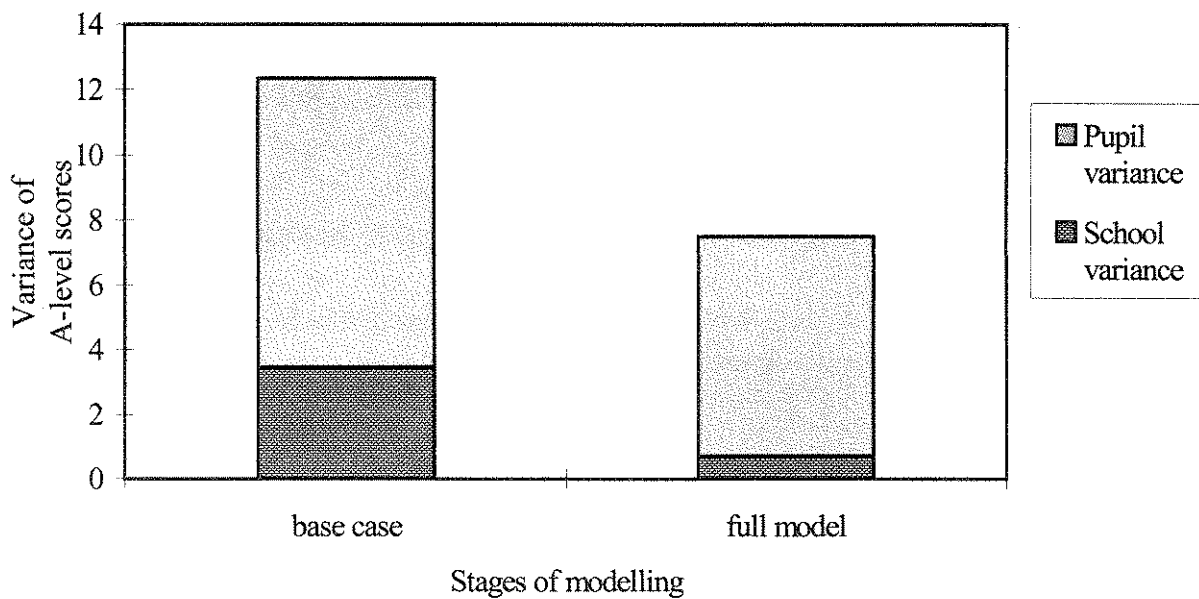 14
12
10
8
6
4
2
0
Variance of
A-level scores
base case
full model
Stages of modelling
Pupil
variance
School
variance